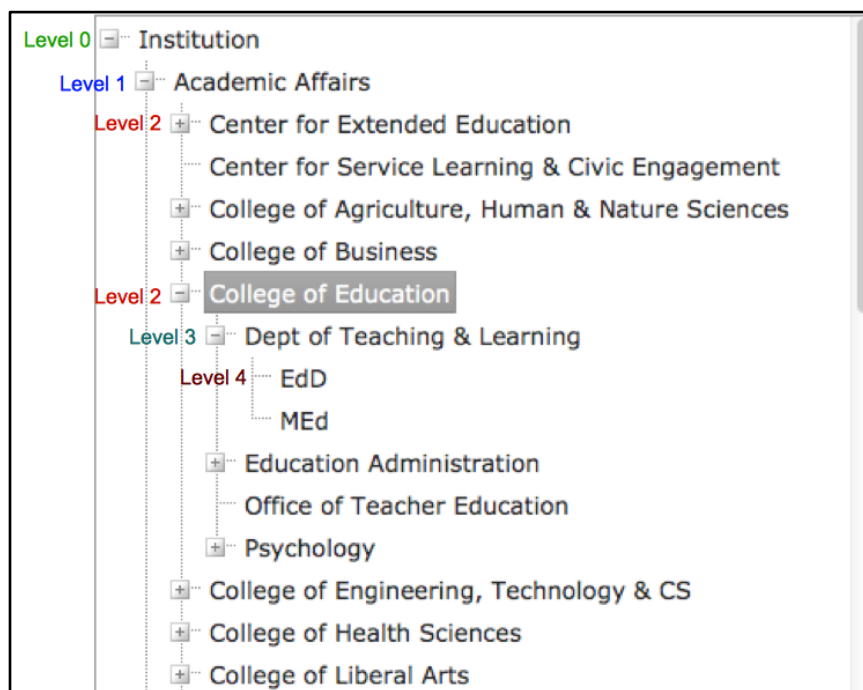 Level 0 Institution
Level 1 Academic Affairs
Level 2 Center for Extended Education
Center for Service Learning & Civic Engagement
College of Agriculture, Human & Nature Sciences
College of Business
Level 2 College of Education
Level 3 Dept of Teaching & Learning
Level 4 EdD
MEd
Education Administration
Office of Teacher Education
Psychology
College of Engineering, Technology & CS
College of Health Sciences
College of Liberal Arts